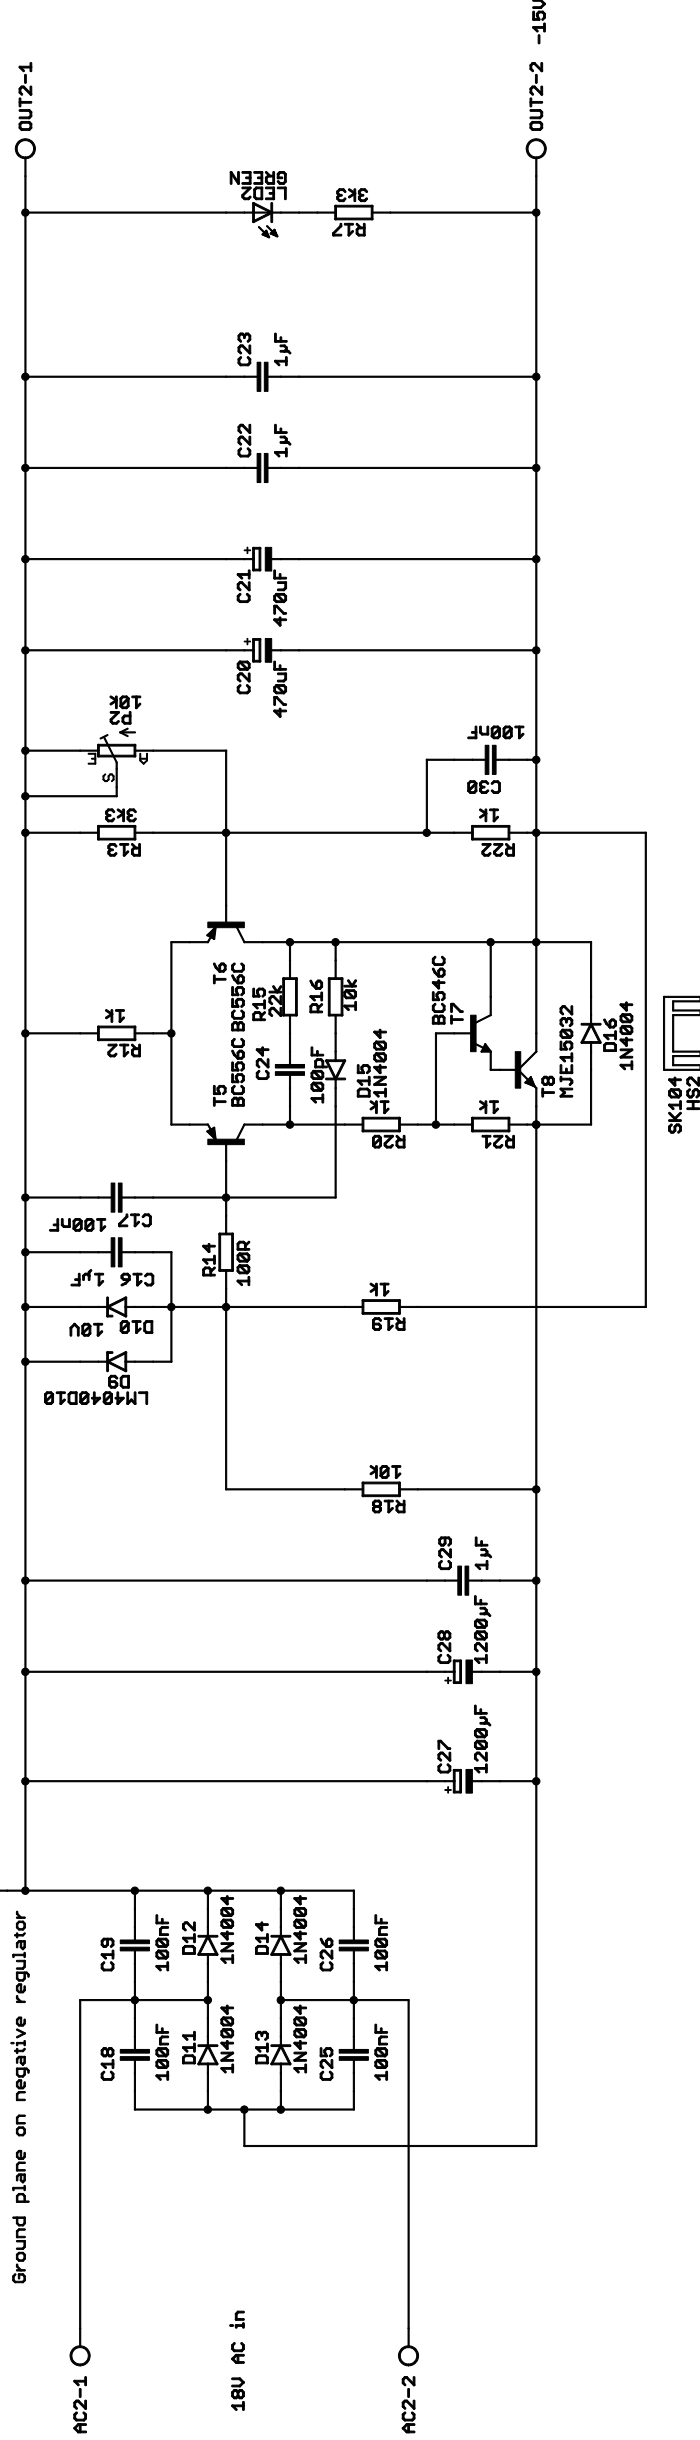 OUT2-1
OUT2-2
-15V
LED2
GREEN
3k3
R17
C23
1µF
C22
1µF
C21
470uF
+
C20
470uF
+
P2
10k
E
S
A
100nF
C30
3k3
R13
1k
R22
1k
R12
T6
BC556C
T5
BC556C
R15
22k
R16
10k
C24
100pF
D15
1N4004
BC546C
T7
T8
MJE15032
D16
1N4004
SK104
HS2
1k
R20
1k
R21
C17
100nF
C16
1µF
D10
10V
D9
LM4040D10
R14
100R
1k
R19
10k
R18
C29
1µF
C28
1200µF
+
C27
1200µF
+
Ground plane on negative regulator
C19
100nF
D12
1N4004
D14
1N4004
C26
100nF
C18
100nF
D11
1N4004
D13
1N4004
C25
100nF
18V AC in
AC2-1
AC2-2